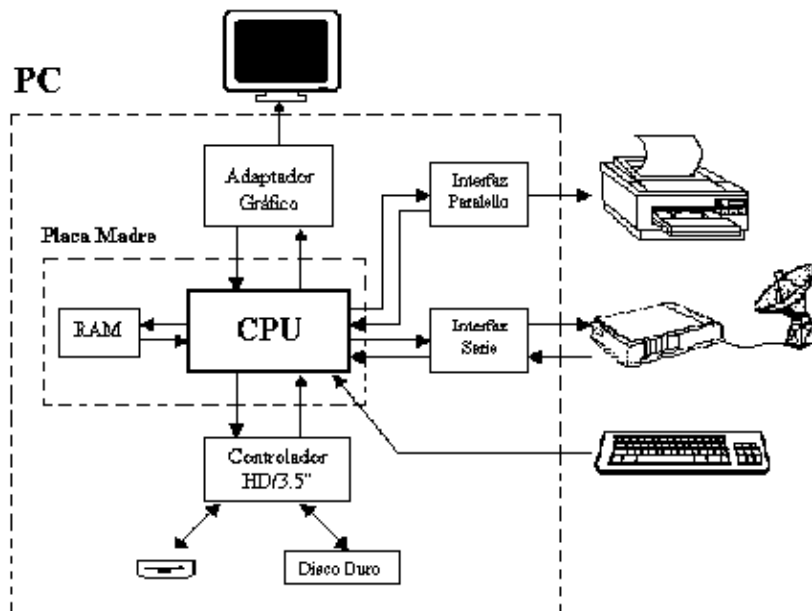 PC
Adaptador
Gráfico
Interfaz
Paralello
Placa Madre
RAM
CPU
Interfaz
Serie
Controlador
HD/3.5"
Disco Duro